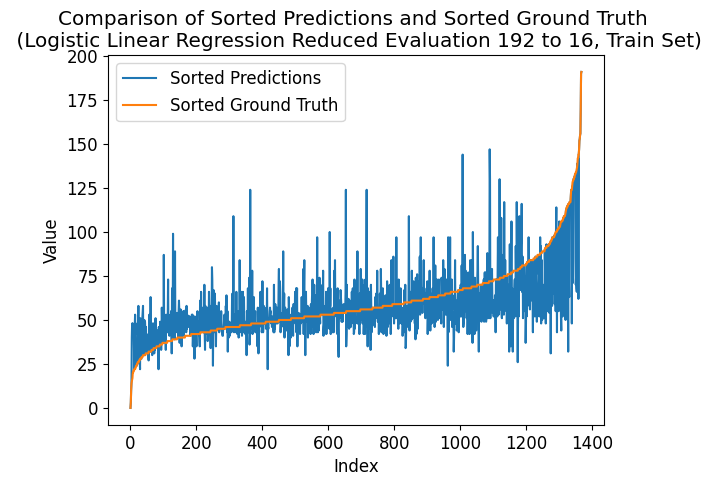 Comparison of Sorted Predictions and Sorted Ground Truth
(Logistic Linear Regression Reduced Evaluation 192 to 16, Train Set)
Sorted Predictions
Sorted Ground Truth
200
175
150
125
100
75
50
25
0
Value
0 200 400 600 800 1000 1200 1400
Index